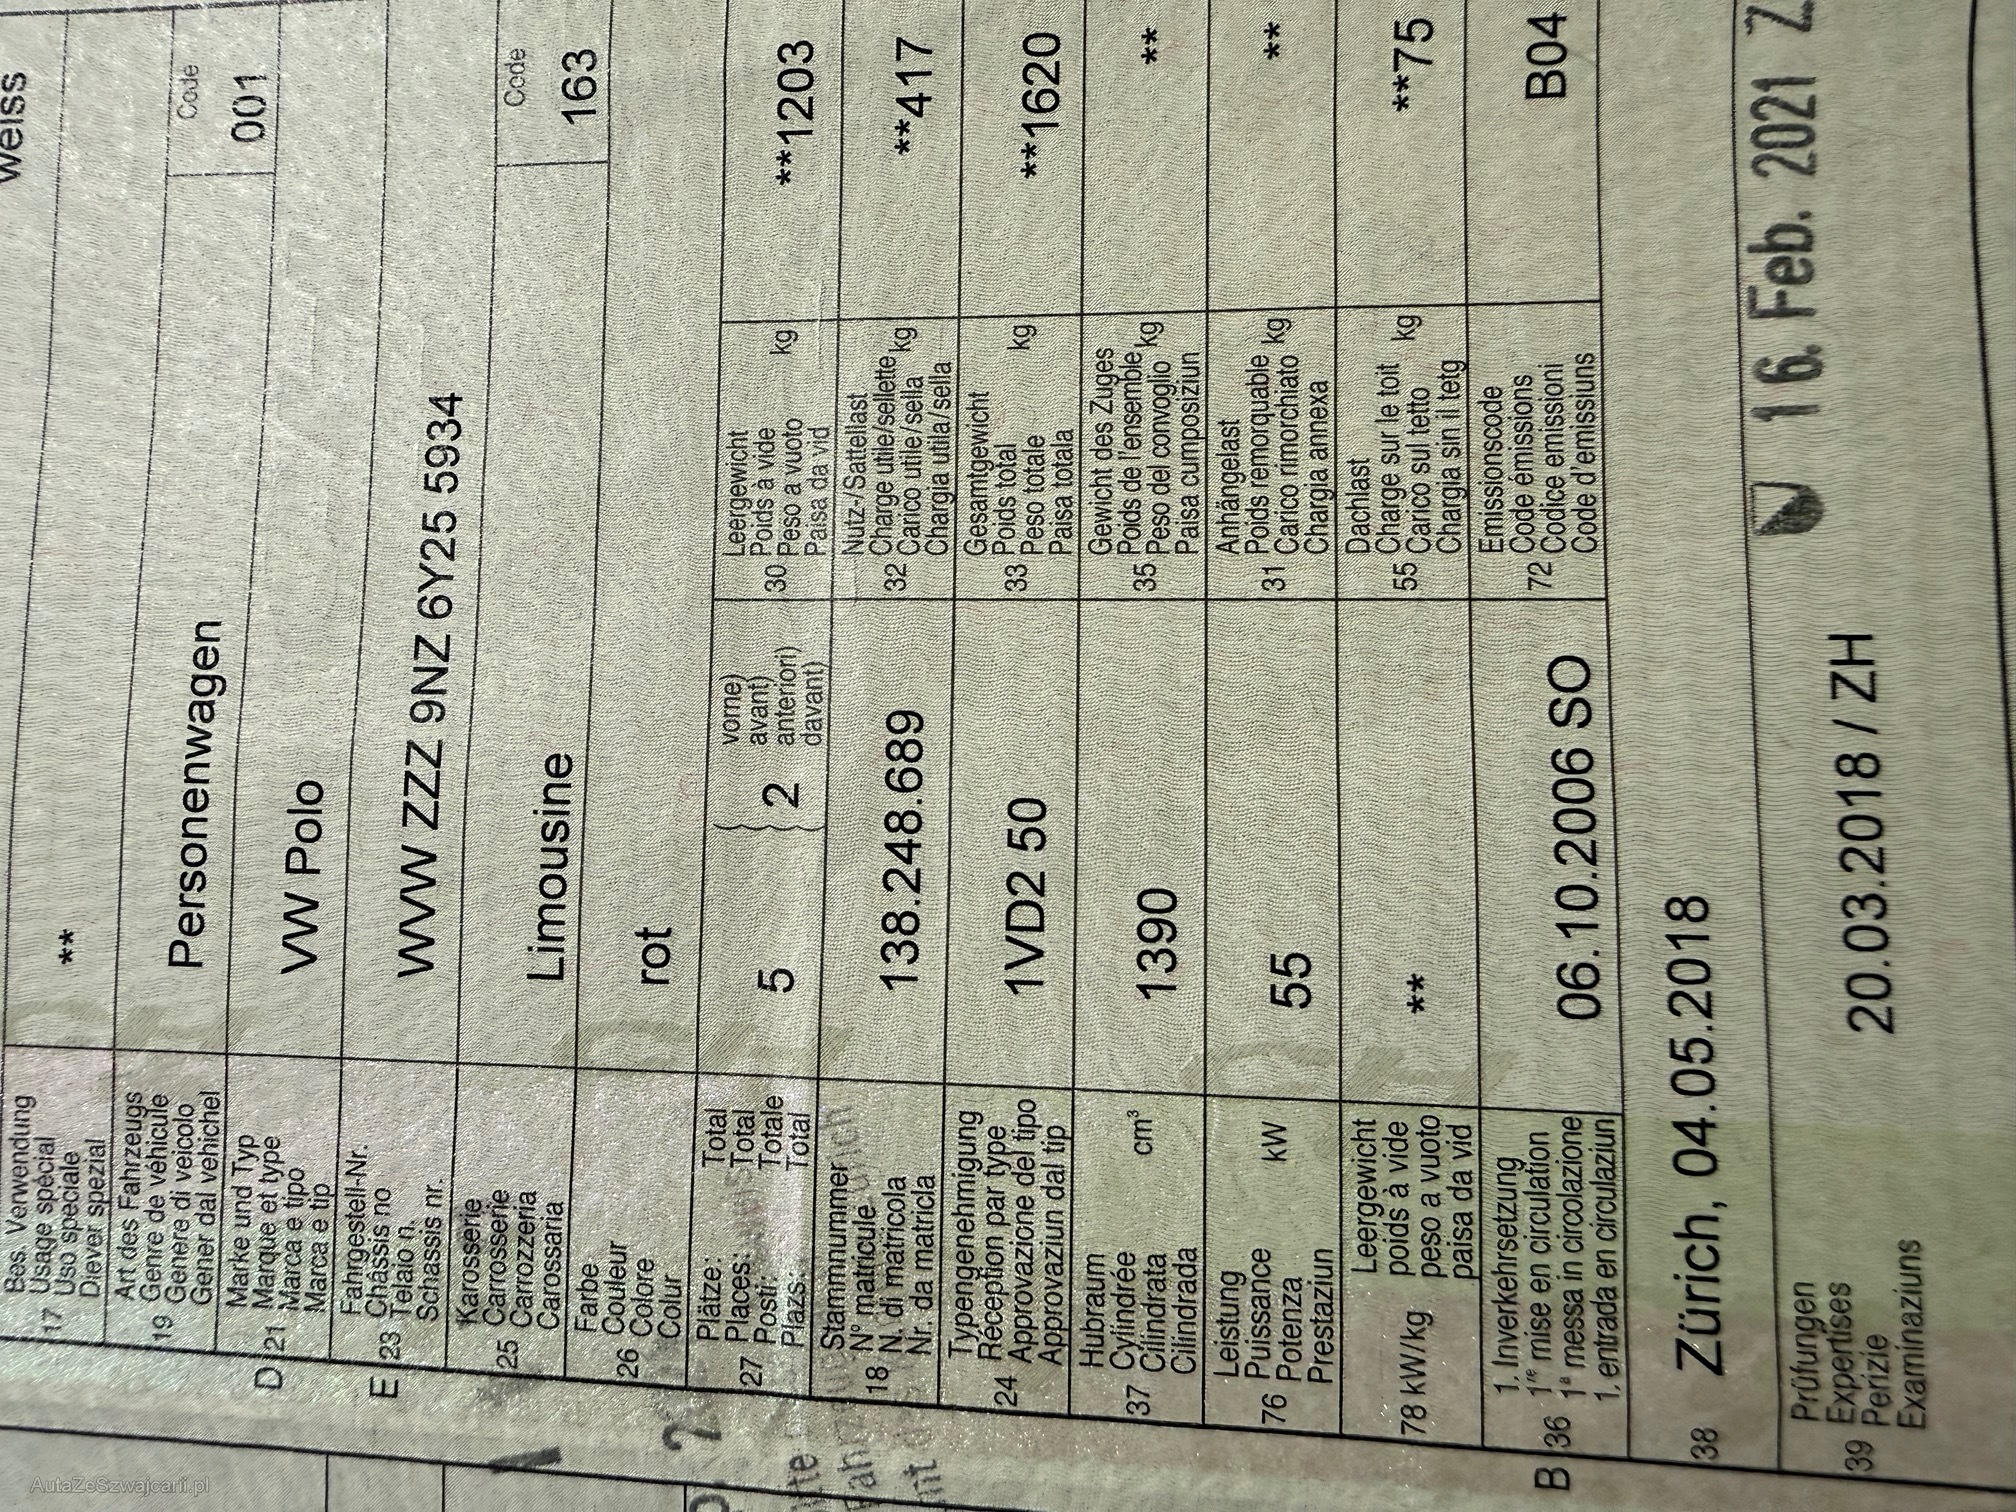 weiss
Bes. Verwendung
17 Usage spécial **
Uso speciale
Diever spezial
Art des Fahrzeugs Code
19 Genre de véhicule Personenwagen 001
Genere di veicolo
Gener dal vehichel
Marke und Typ
D 21 Marque et type VW Polo
Marca e tipo
Marca e tip
Fahrgestell-Nr.
E 23 Châssis no WVW ZZZ 9NZ 6Y25 5934
Telaio n.
Schassis nr.
Karosserie Code
25 Carrosserie Limousine 163
Carrozzeria
Carossaria
Farbe
26 Couleur rot
Colore
Colur
Plätze: Total vorne) Leergewicht
27 Places: Total 5 { 2 avant) 30 Poids à vide kg **1203
Posti: Totale anteriori) Peso a vuoto
Plazs: Total davant) Paisa da vid
Stammnummer Nutz-/Sattellast
18 N° matricule 138.248.689 32 Charge utile/sellette kg **417
N. di matricola Carico utile/sella
Nr. da matricla Chargia utila/sella
Typengenehmigung Gesamtgewicht
24 Réception par type 1VD2 50 33 Poids total kg **1620
Approvazione del tipo Peso totale
Approvaziun dal tip Paisa totala
Hubraum Gewicht des Zuges
37 Cylindrée cm³ 1390 35 Poids de l'ensemble kg **
Cilindrata Peso del convoglio
Cilindrada Paisa cumposiziun
Leistung Anhängelast
76 Puissance kW 55 31 Poids remorquable kg **
Potenza Carico rimorchiato
Prestaziun Chargia annexa
Leergewicht Dachlast
78 kW/kg poids à vide ** 55 Charge sur le toit kg **75
peso a vuoto Carico sul tetto
paisa da vid Chargia sin il tetg
1. Inverkehrsetzung Emissionscode
B 36 1re mise en circulation 06.10.2006 SO 72 Code émissions B04
1a messa in circolazione Codice emissioni
1. entrada en circulaziun Code d'emissiuns
38 Zürich, 04.05.2018
Prüfungen 16. Feb. 2021 Z
39 Expertises 20.03.2018 / ZH
Perizie
Examinaziuns
AutaZeSzwajcarii.pl